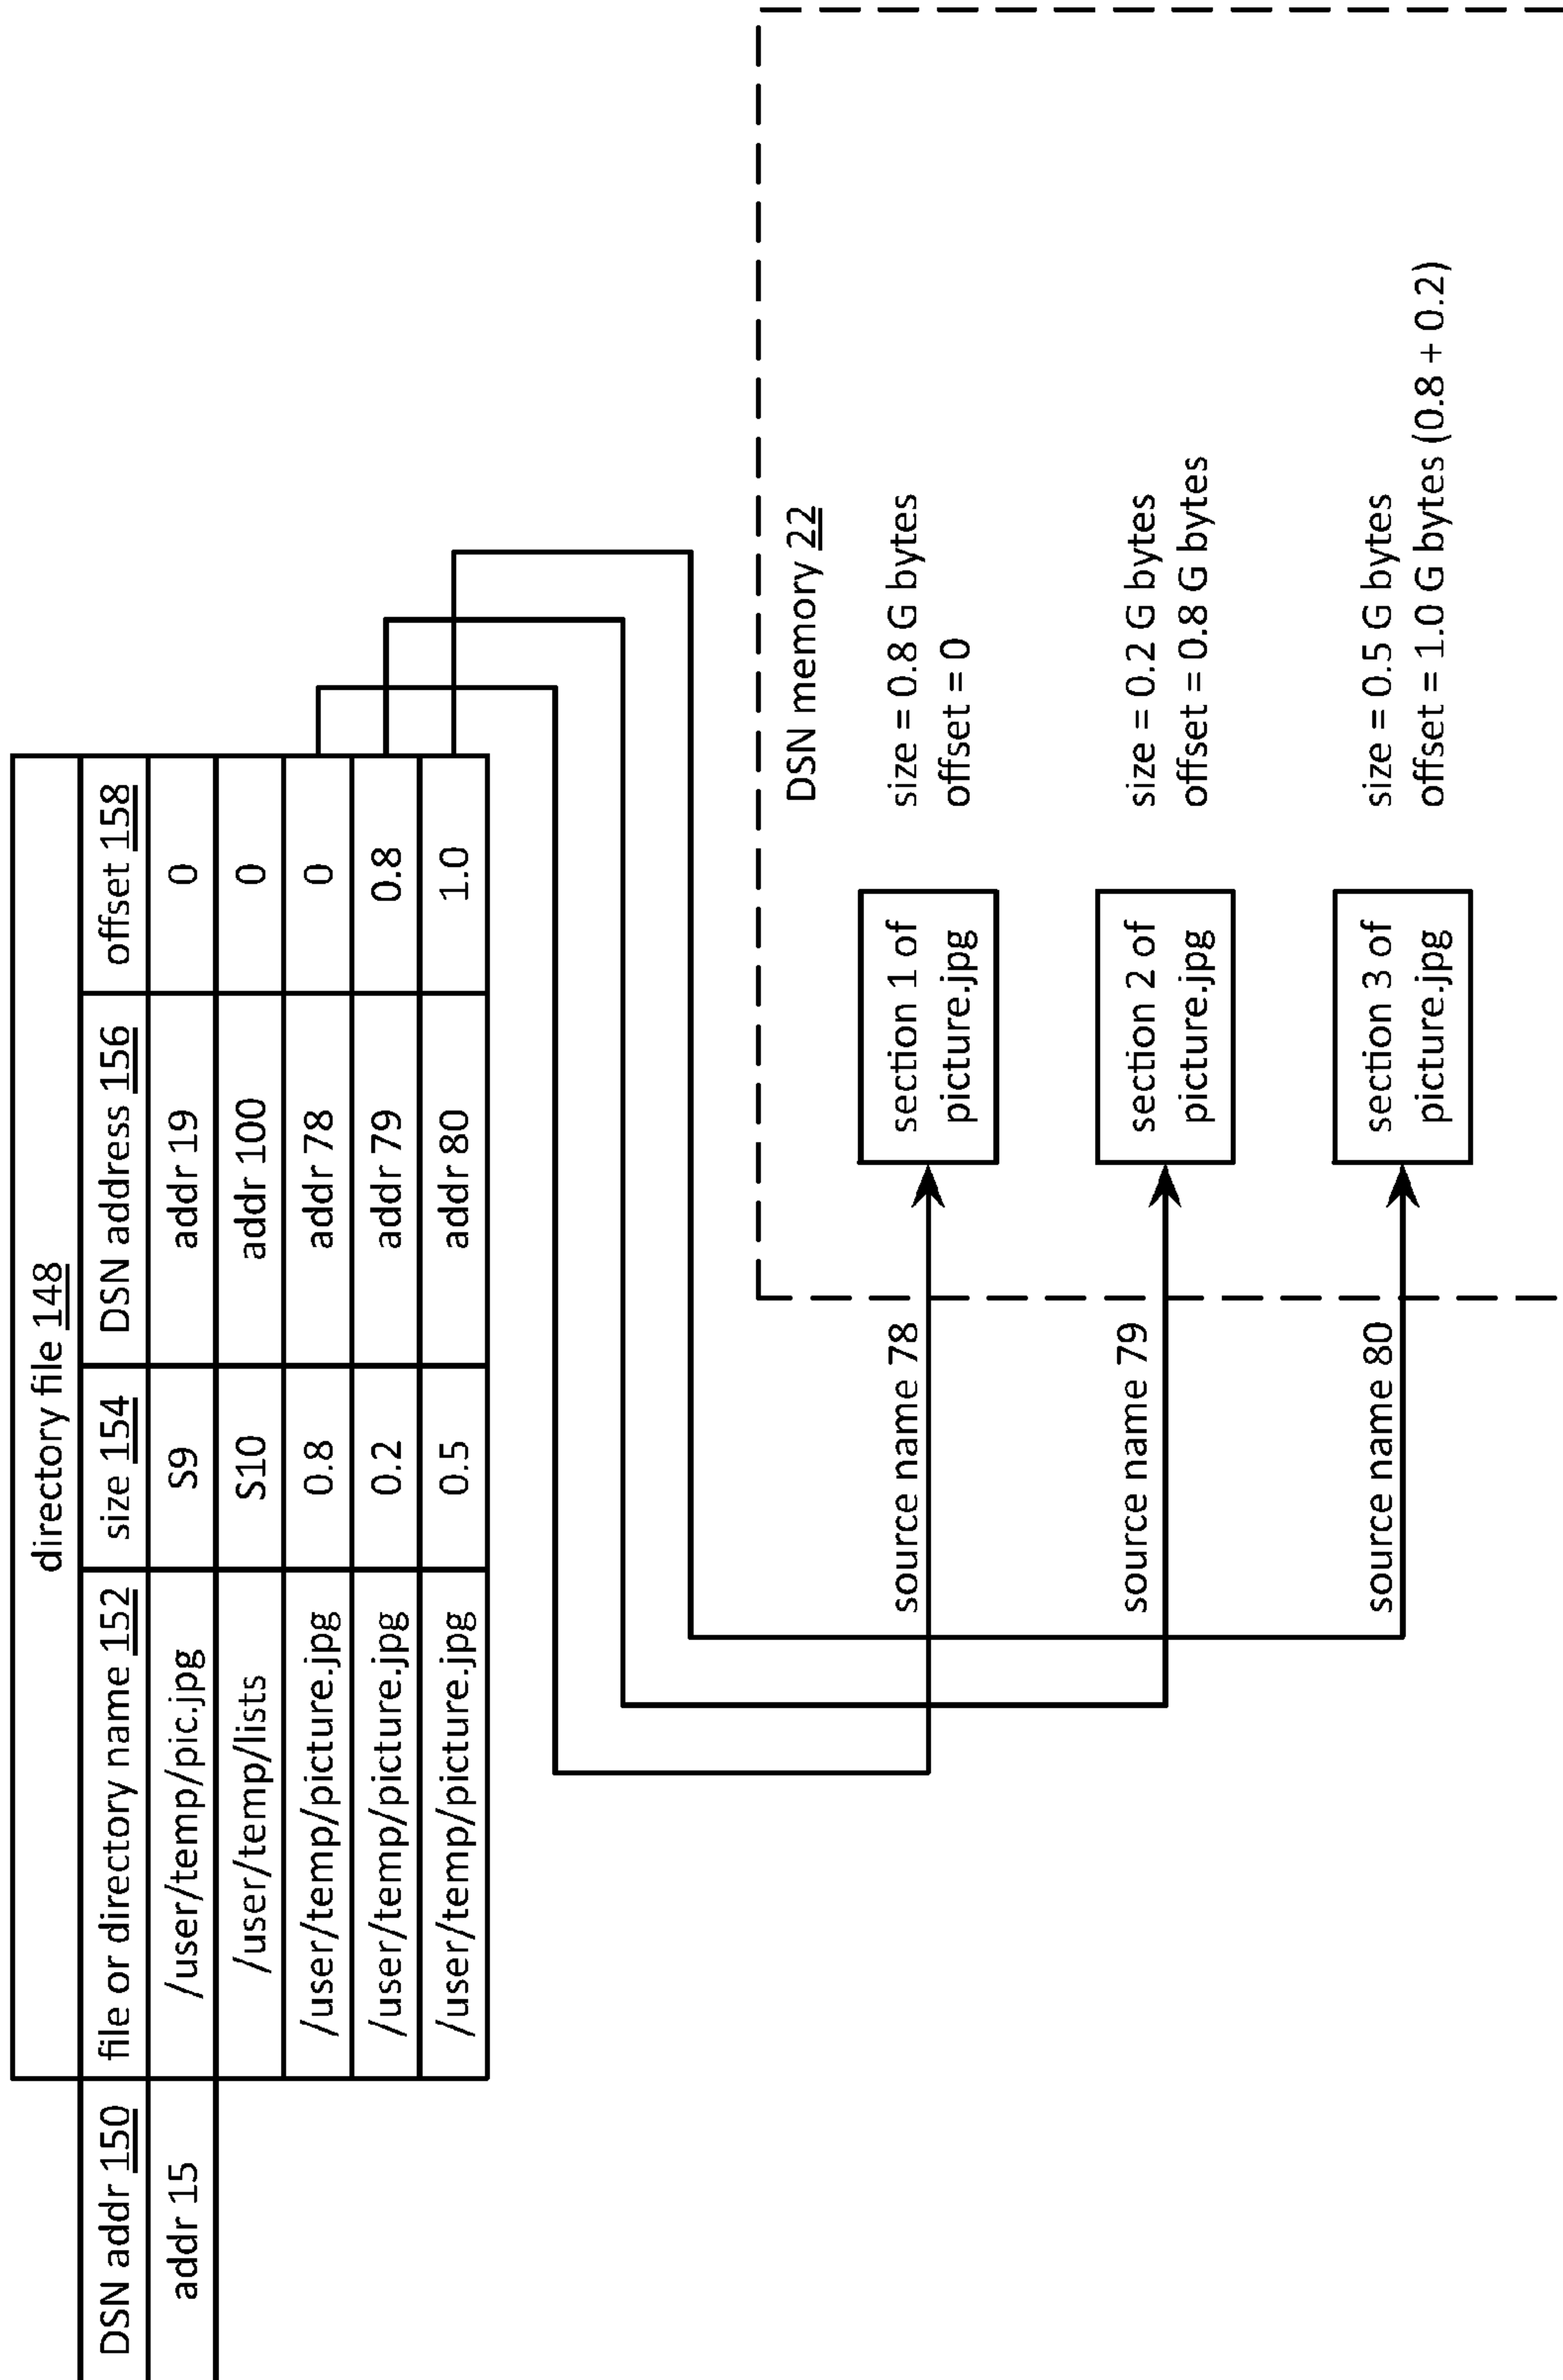 directory file 148
DSN addr 150 file or directory name 152 size 154 DSN address 156 offset 158
addr 15 /user/temp/pic.jpg S9 addr 19 0
/user/temp/lists S10 addr 100 0
/user/temp/picture.jpg 0.8 addr 78 0
/user/temp/picture.jpg 0.2 addr 79 0.8
/user/temp/picture.jpg 0.5 addr 80 1.0
DSN memory 22
source name 78
section 1 of
picture.jpg
size = 0.8 G bytes
offset = 0
source name 79
section 2 of
picture.jpg
size = 0.2 G bytes
offset = 0.8 G bytes
source name 80
section 3 of
picture.jpg
size = 0.5 G bytes
offset = 1.0 G bytes (0.8 + 0.2)